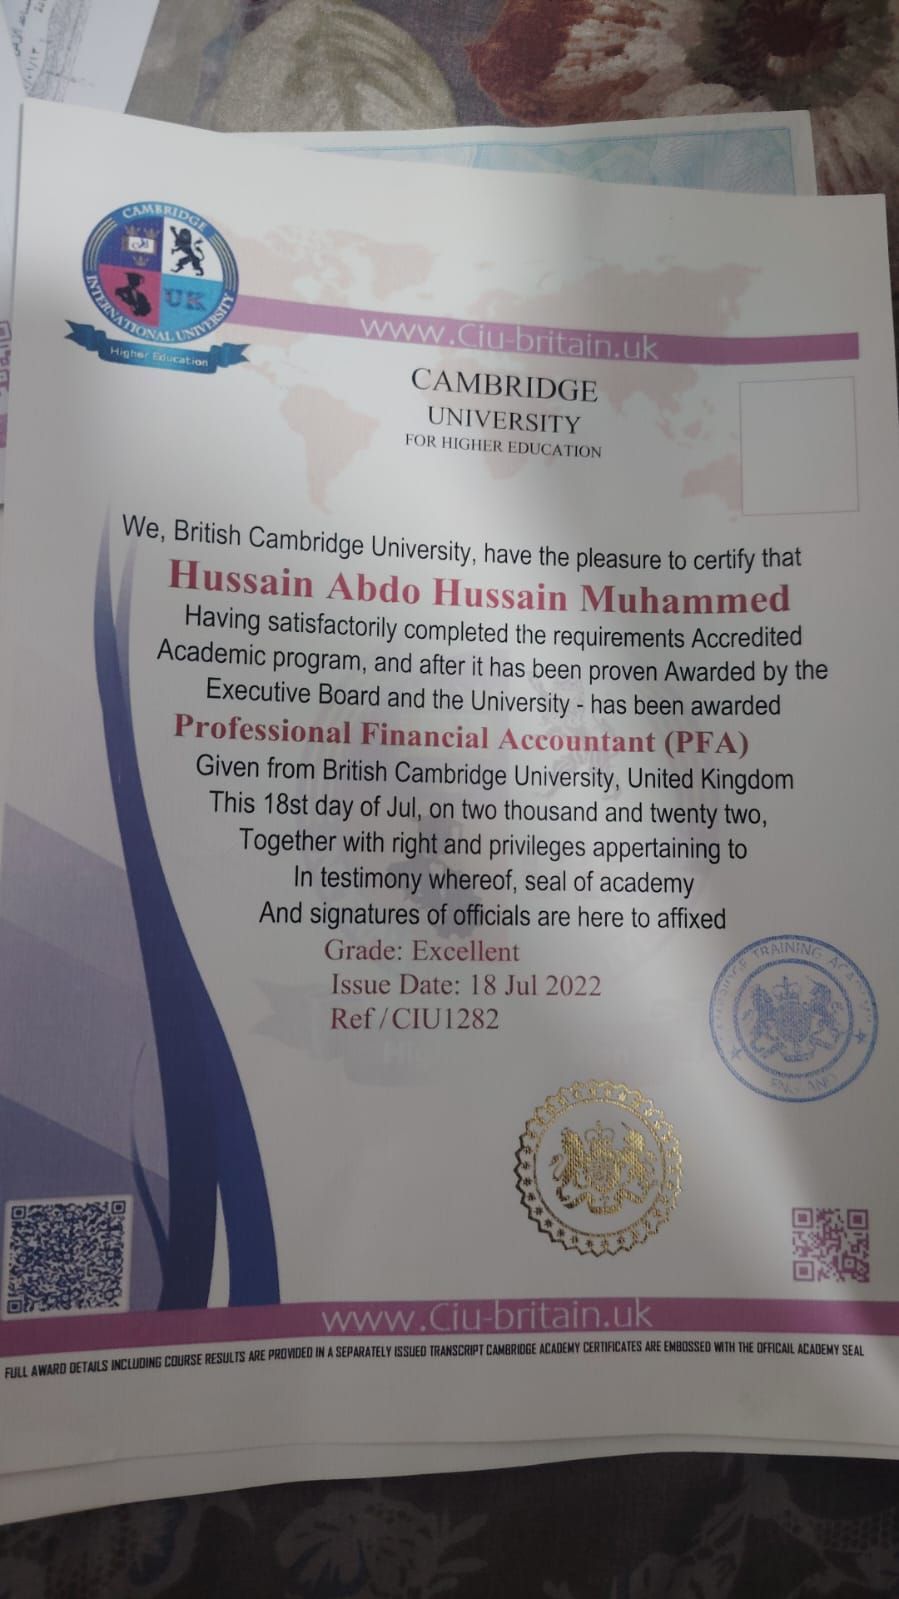 CAMBRIDGE
INTERNATIONAL UNIVERSITY
UK
Higher Education
www.Ciu-britain.uk
CAMBRIDGE
UNIVERSITY
FOR HIGHER EDUCATION
We, British Cambridge University, have the pleasure to certify that
Hussain Abdo Hussain Muhammed
Having satisfactorily completed the requirements Accredited
Academic program, and after it has been proven Awarded by the
Executive Board and the University - has been awarded
Professional Financial Accountant (PFA)
Given from British Cambridge University, United Kingdom
This 18st day of Jul, on two thousand and twenty two,
Together with right and privileges appertaining to
In testimony whereof, seal of academy
And signatures of officials are here to affixed
Grade: Excellent
Issue Date: 18 Jul 2022
Ref/CIU1282
TRAINING
ENGLAND
www.Ciu-britain.uk
FULL AWARD DETAILS INCLUDING COURSE RESULTS ARE PROVIDED IN A SEPARATELY ISSUED TRANSCRIPT CAMBRIDGE ACADEMY CERTIFICATES ARE EMBOSSED WITH THE OFFICAIL ACADEMY SEAL